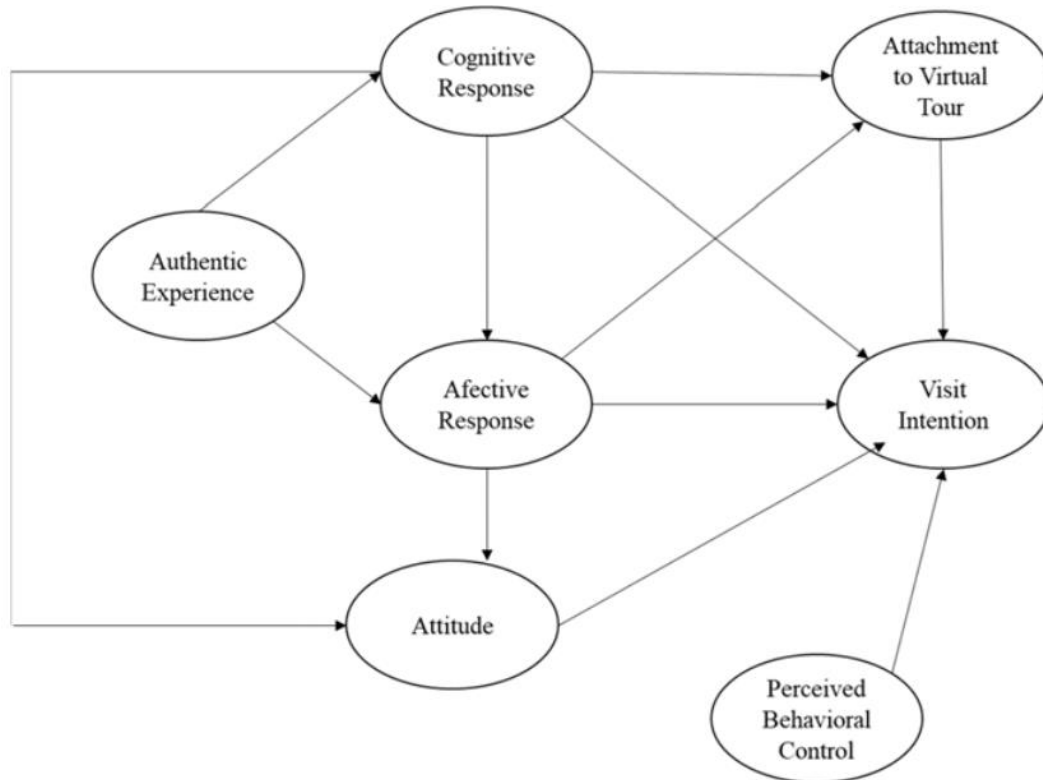 Cognitive
Response
Attachment
to Virtual
Tour
Authentic
Experience
Afective
Response
Visit
Intention
Attitude
Perceived
Behavioral
Control